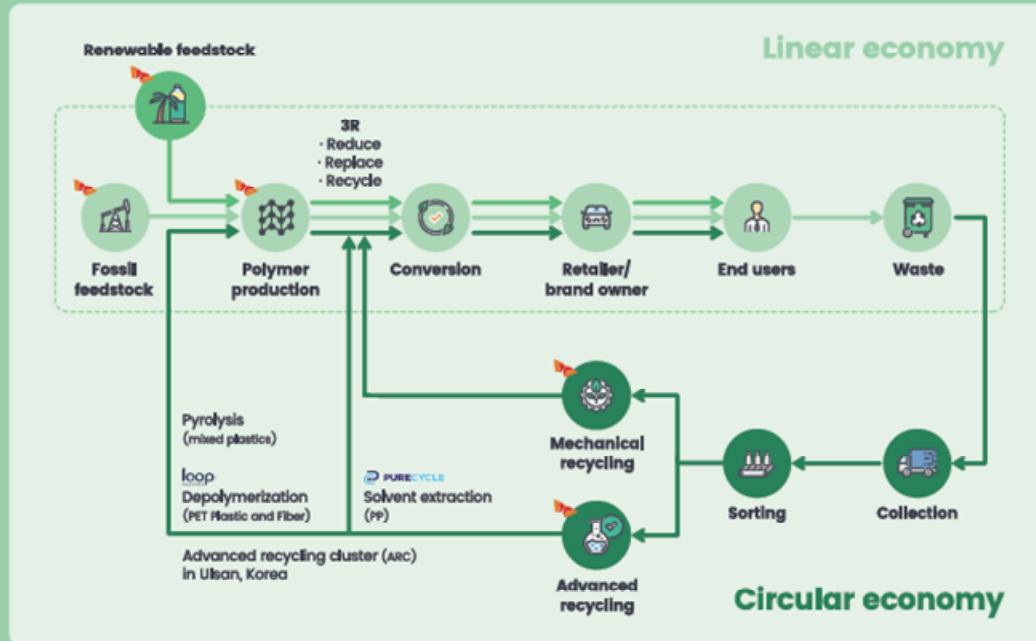 Linear economy
Renewable feedstock
3R
· Reduce
· Replace
· Recycle
Fossil
feedstock
Polymer
production
Conversion
Retailer/
brand owner
End users
Waste
Pyrolysis
(mixed plastics)
loop
Depolymerization
(PET Plastic and Fiber)
PURECYCLE
Solvent extraction
(PP)
Advanced recycling cluster (ARC)
in Ulsan, Korea
Mechanical
recycling
Advanced
recycling
Sorting
Collection
Circular economy